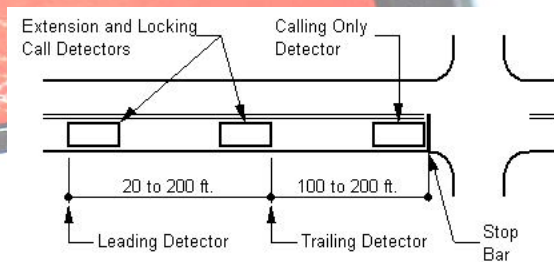 Extension and Locking
Call Detectors
Calling Only
Detector
20 to 200 ft.
100 to 200 ft.
Leading Detector
Trailing Detector
Stop
Bar